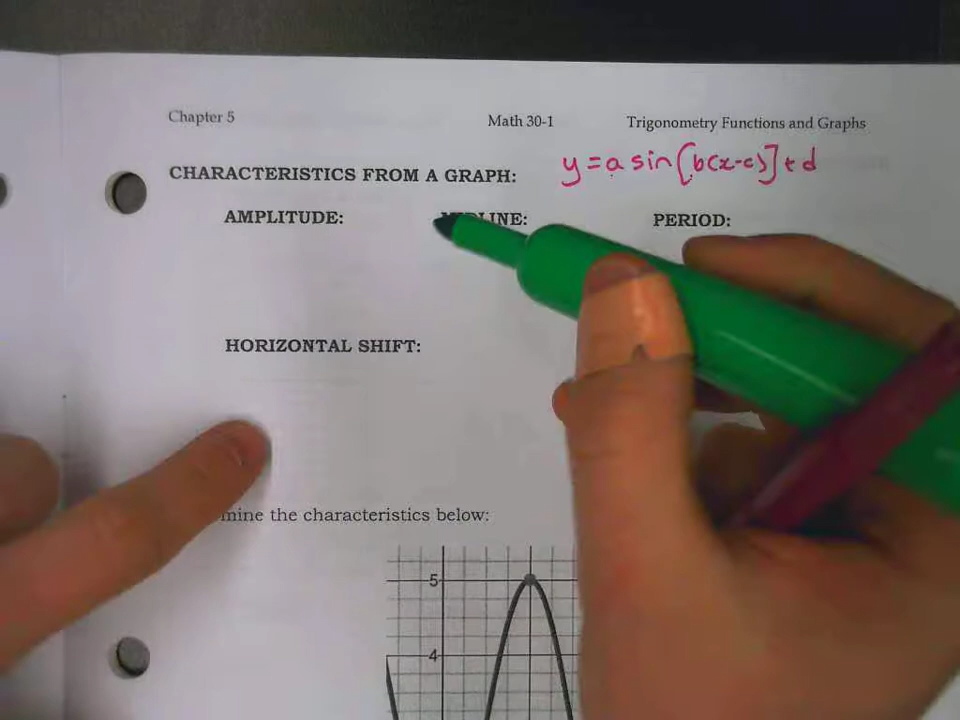 Chapter 5 Math 30-1 Trigonometry Functions and Graphs
CHARACTERISTICS FROM A GRAPH: y = a sin[b(x-c)] + d
AMPLITUDE: MIDLINE: PERIOD:
HORIZONTAL SHIFT:
mine the characteristics below:
5
4